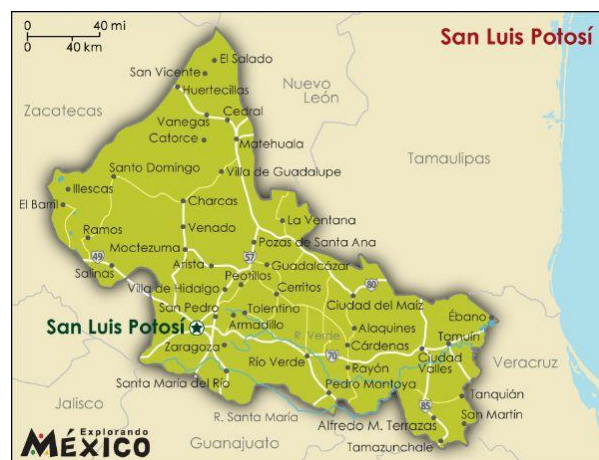 0 40 mi
0 40 km
San Luis Potosí
El Salado
San Vicente
Nuevo
León
Huertecillas
Zacatecas
Cedral
Vanegas
Catorce
Matehuala
Tamaulipas
Santo Domingo
Villa de Guadalupe
Illescas
El Barril
Charcas
La Ventana
Ramos
Venado
Moctezuma
Pozas de Santa Ana
49
57
Salinas
Arista
Guadalcázar
Peotillos
80
Villa de Hidalgo
Cerritos
Ciudad del Maíz
San Pedro
Tolentino
Ébano
San Luis Potosí
Armadillo
Alaquines
Tamuín
R. Verde
Zaragoza
Cárdenas
70
Río Verde
Ciudad
Valles
Veracruz
Rayón
Santa María del Río
Pedro Montoya
Tanquián
Jalisco
85
R. Santa María
San Martín
Alfredo M. Terrazas
Explorando
MÉXICO
Guanajuato
Tamazunchale